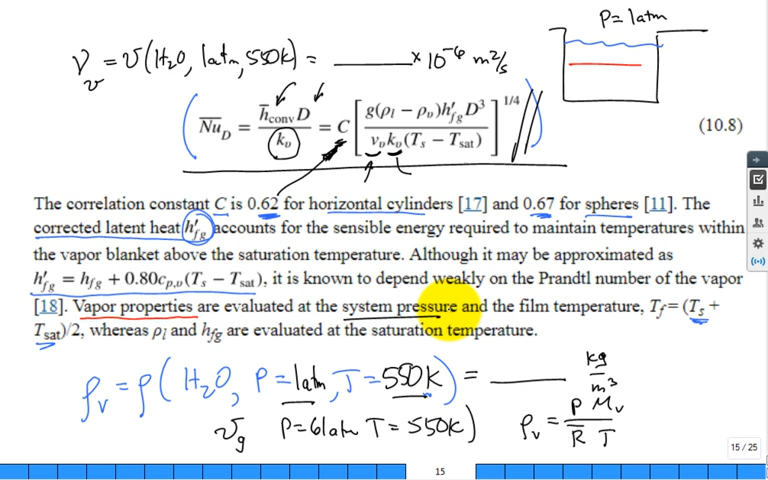 P = 1atm
ν_v = ν(H₂O, 1atm, 550K) = ______ × 10⁻⁶ m²/s
N̄u_D = h̄_conv D / k_v = C [ g(ρ_l − ρ_v)h′_fg D³ / ν_v k_v (T_s − T_sat) ]^1/4
(10.8)
The correlation constant C is 0.62 for horizontal cylinders [17] and 0.67 for spheres [11]. The
corrected latent heat h′_fg accounts for the sensible energy required to maintain temperatures within
the vapor blanket above the saturation temperature. Although it may be approximated as
h′_fg = h_fg + 0.80c_p,v(T_s − T_sat), it is known to depend weakly on the Prandtl number of the vapor
[18]. Vapor properties are evaluated at the system pressure and the film temperature, T_f = (T_s +
T_sat)/2, whereas ρ_l and h_fg are evaluated at the saturation temperature.
ρ_v = ρ(H₂O, P = 1atm, T = 550K) = ______ kg/m³
v_g P = 61atm T = 550K)
ρ_v = P M_v / R̄ T
15 / 25
15